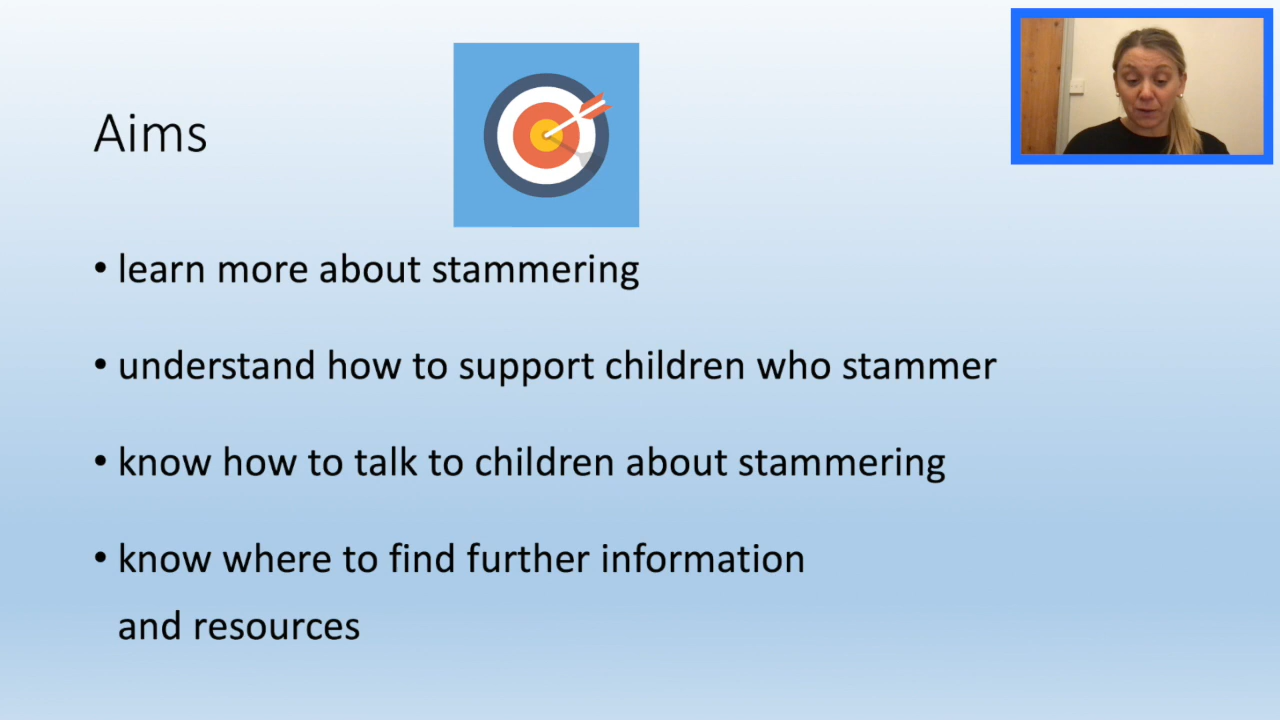 Aims
• learn more about stammering
• understand how to support children who stammer
• know how to talk to children about stammering
• know where to find further information
and resources